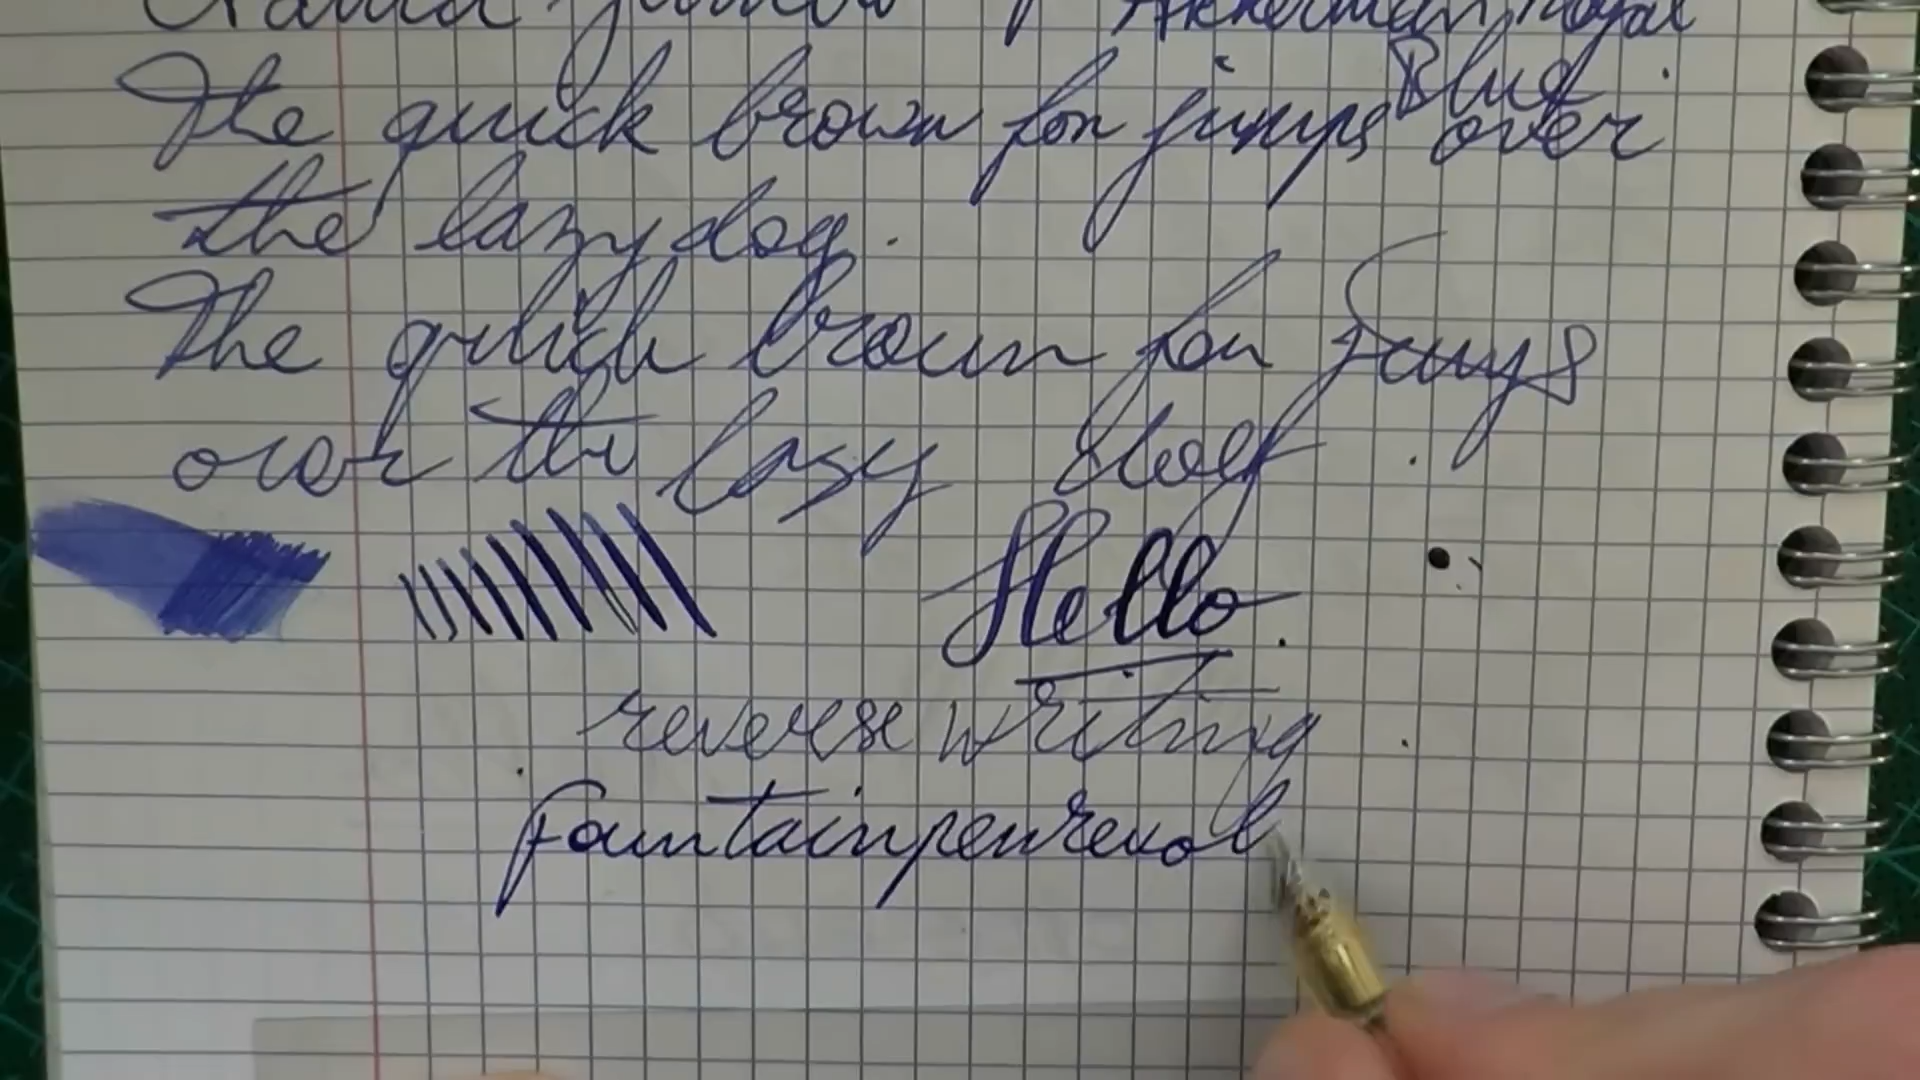 Akkerman Royal
Blue
The quick brown fox jumps over
the lazy dog.
The quick brown fox jumps
over the lazy
Hello.
reverse writing
fountainpenrevol